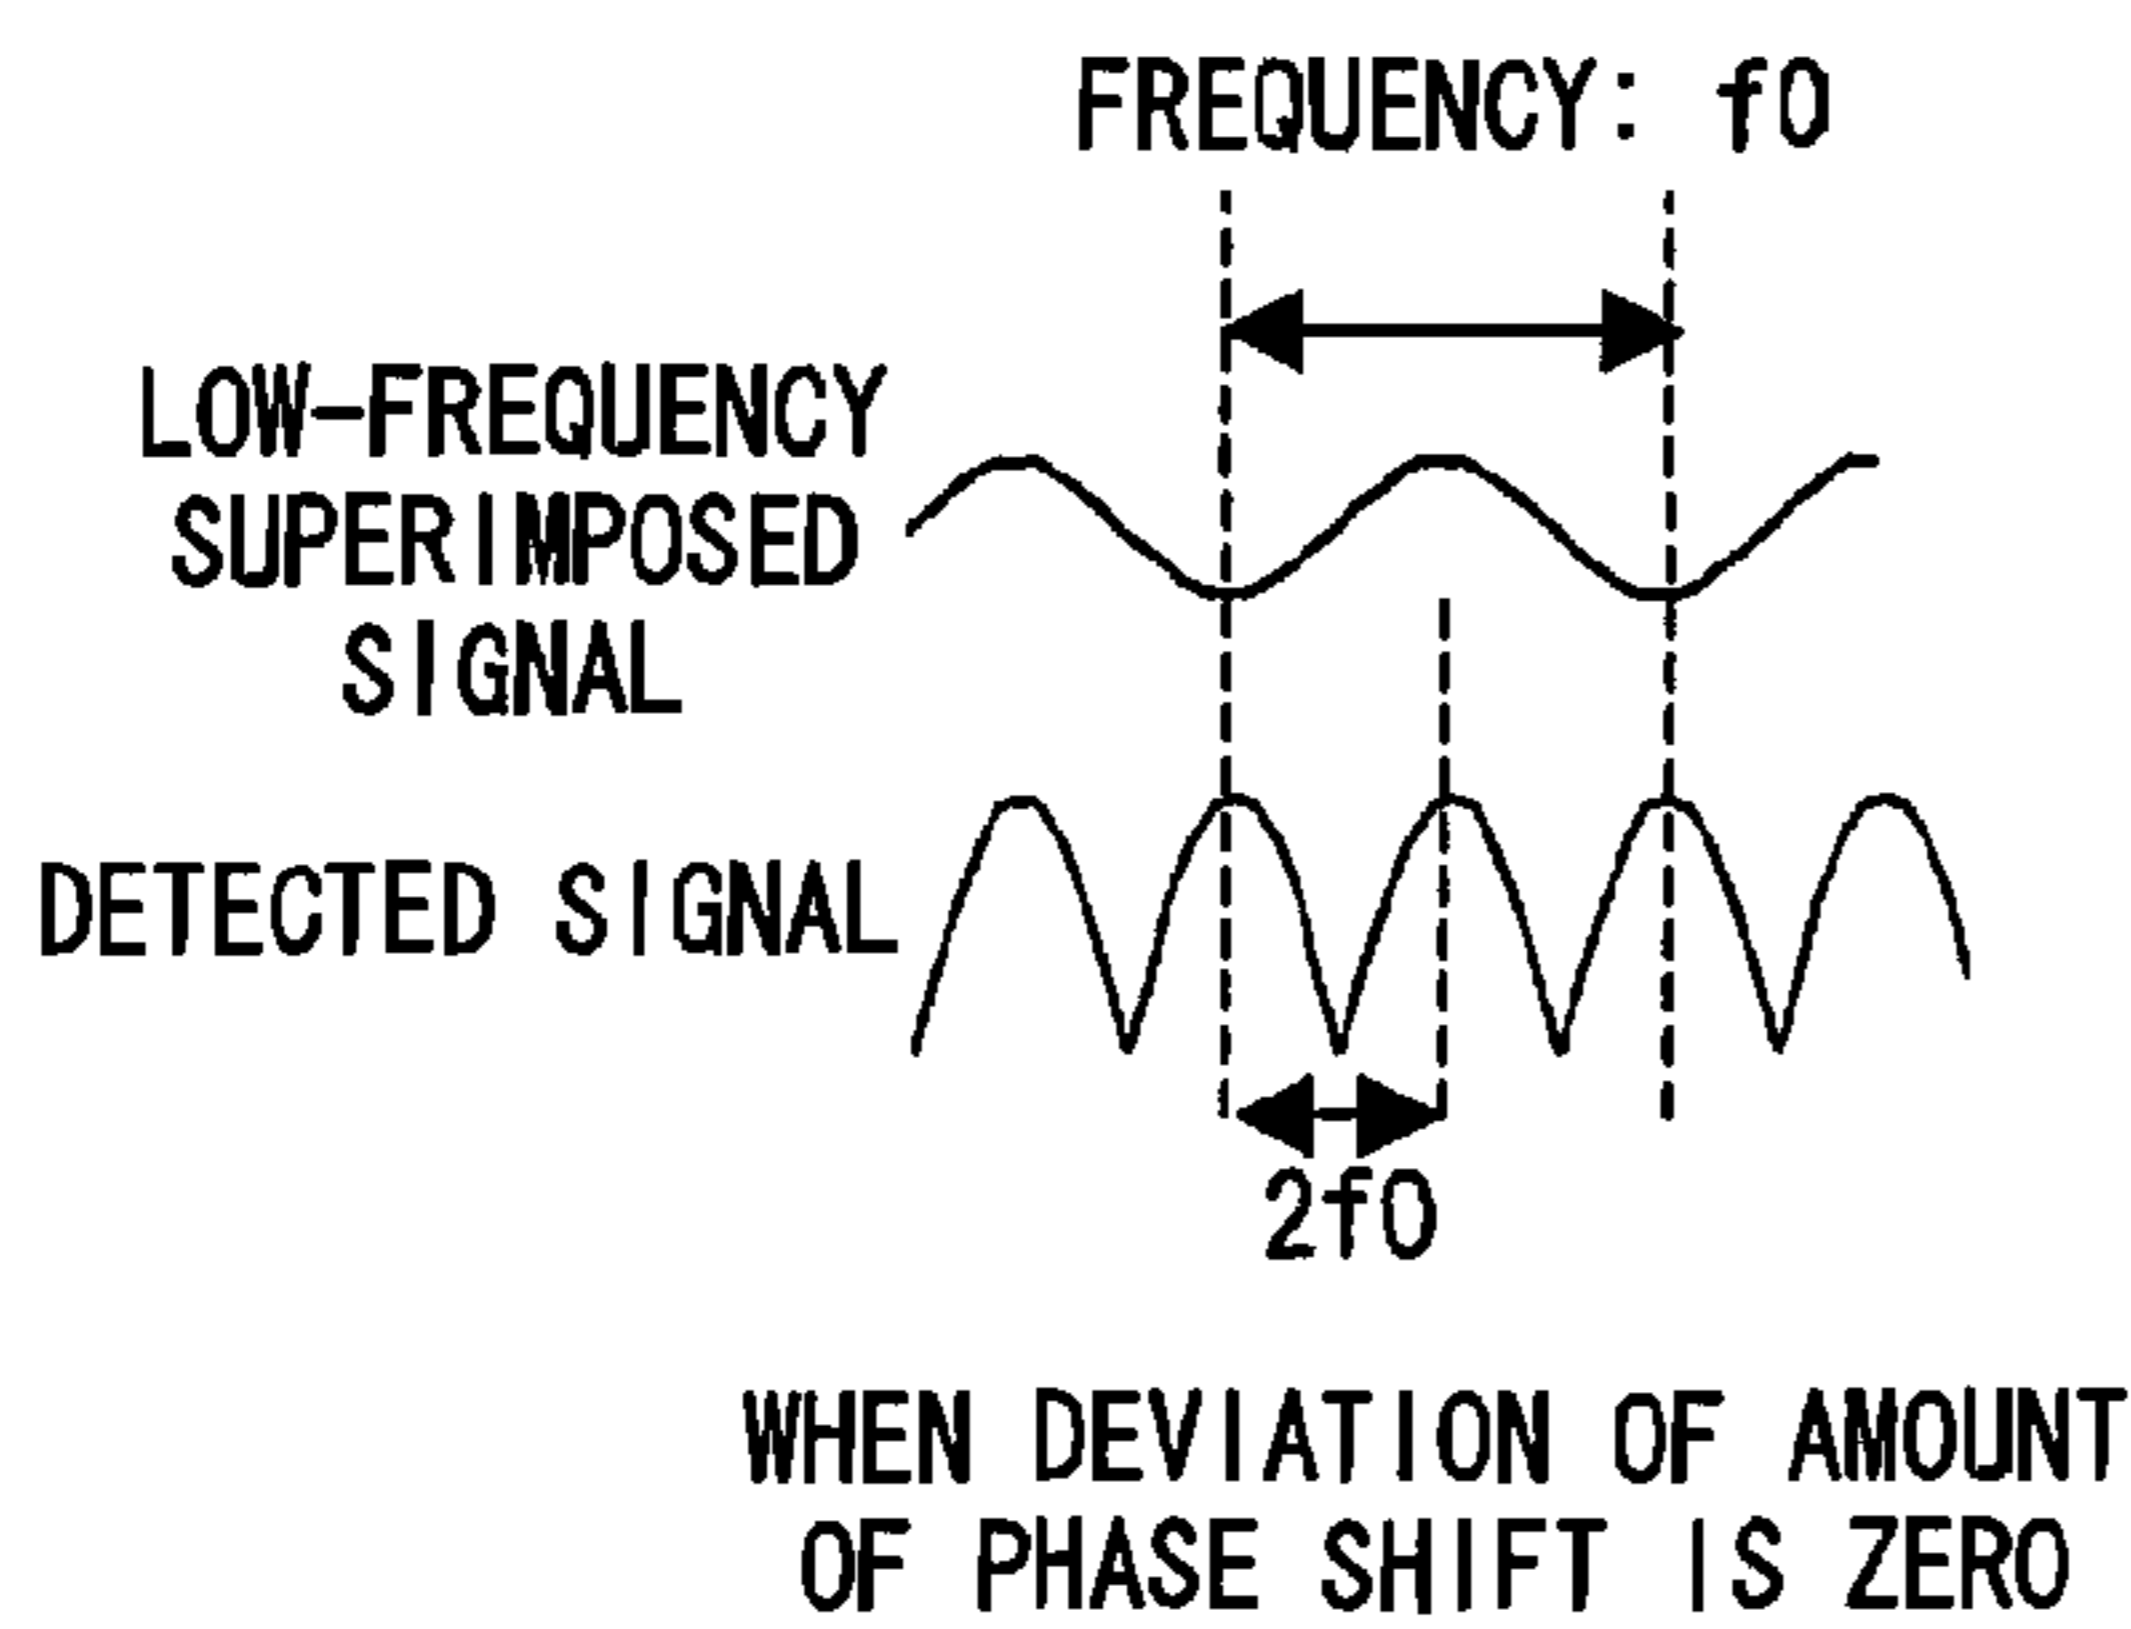 FREQUENCY: f0
LOW-FREQUENCY
SUPERIMPOSED
SIGNAL
DETECTED SIGNAL
2f0
WHEN DEVIATION OF AMOUNT
OF PHASE SHIFT IS ZERO